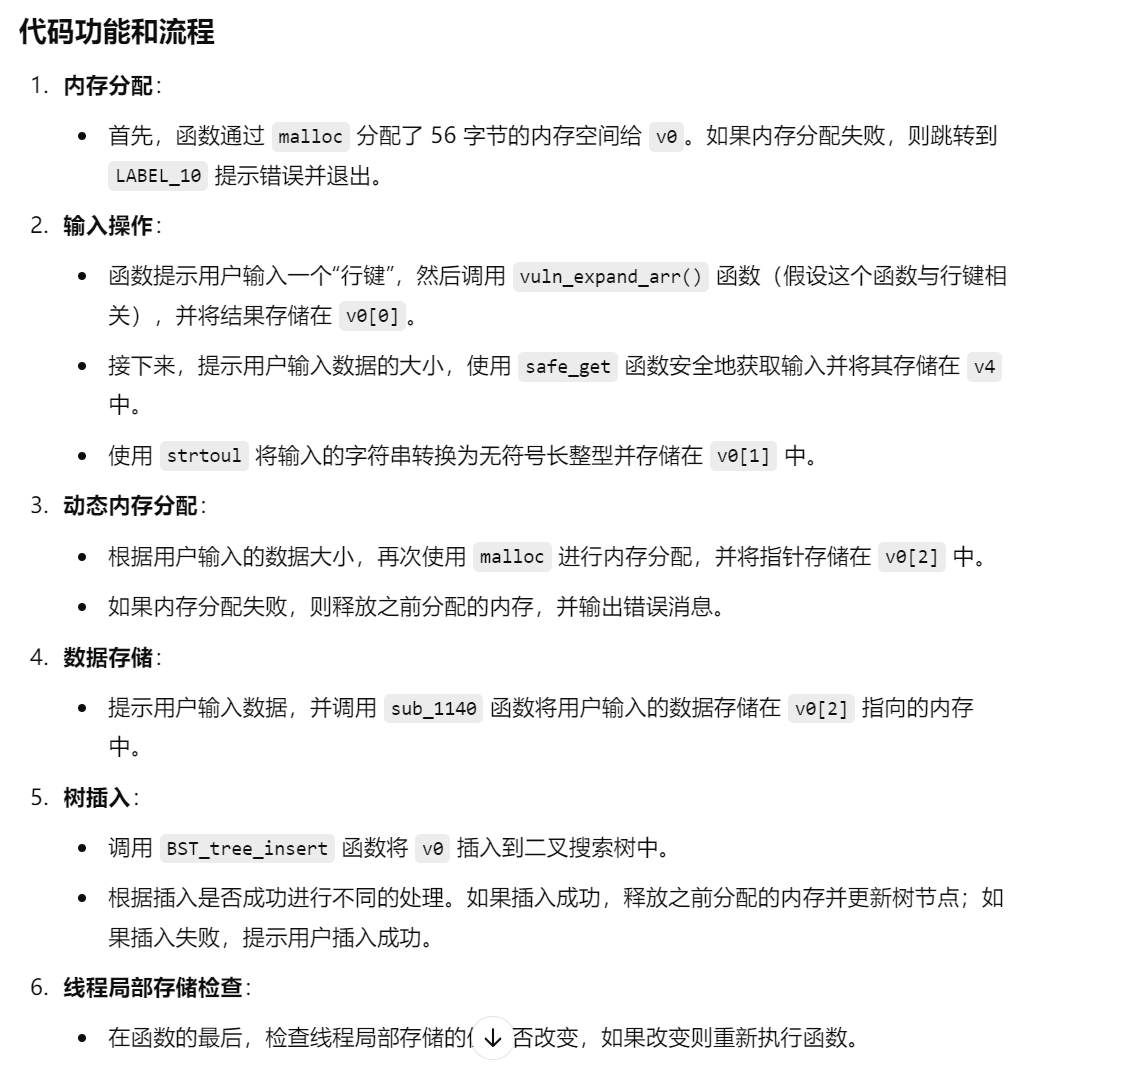 代码功能和流程
1. 内存分配：
首先，函数通过 malloc 分配了 56 字节的内存空间给 v0。如果内存分配失败，则跳转到
LABEL_10 提示错误并退出。
2. 输入操作：
函数提示用户输入一个“行键”，然后调用 vuln_expand_arr() 函数（假设这个函数与行键相
关），并将结果存储在 v0[0]。
接下来，提示用户输入数据的大小，使用 safe_get 函数安全地获取输入并将其存储在 v4
中。
使用 strtoul 将输入的字符串转换为无符号长整型并存储在 v0[1] 中。
3. 动态内存分配：
根据用户输入的数据大小，再次使用 malloc 进行内存分配，并将指针存储在 v0[2] 中。
如果内存分配失败，则释放之前分配的内存，并输出错误消息。
4. 数据存储：
提示用户输入数据，并调用 sub_1140 函数将用户输入的数据存储在 v0[2] 指向的内存
中。
5. 树插入：
调用 BST_tree_insert 函数将 v0 插入到二叉搜索树中。
根据插入是否成功进行不同的处理。如果插入成功，释放之前分配的内存并更新树节点；如
果插入失败，提示用户插入成功。
6. 线程局部存储检查：
在函数的最后，检查线程局部存储的 否改变，如果改变则重新执行函数。